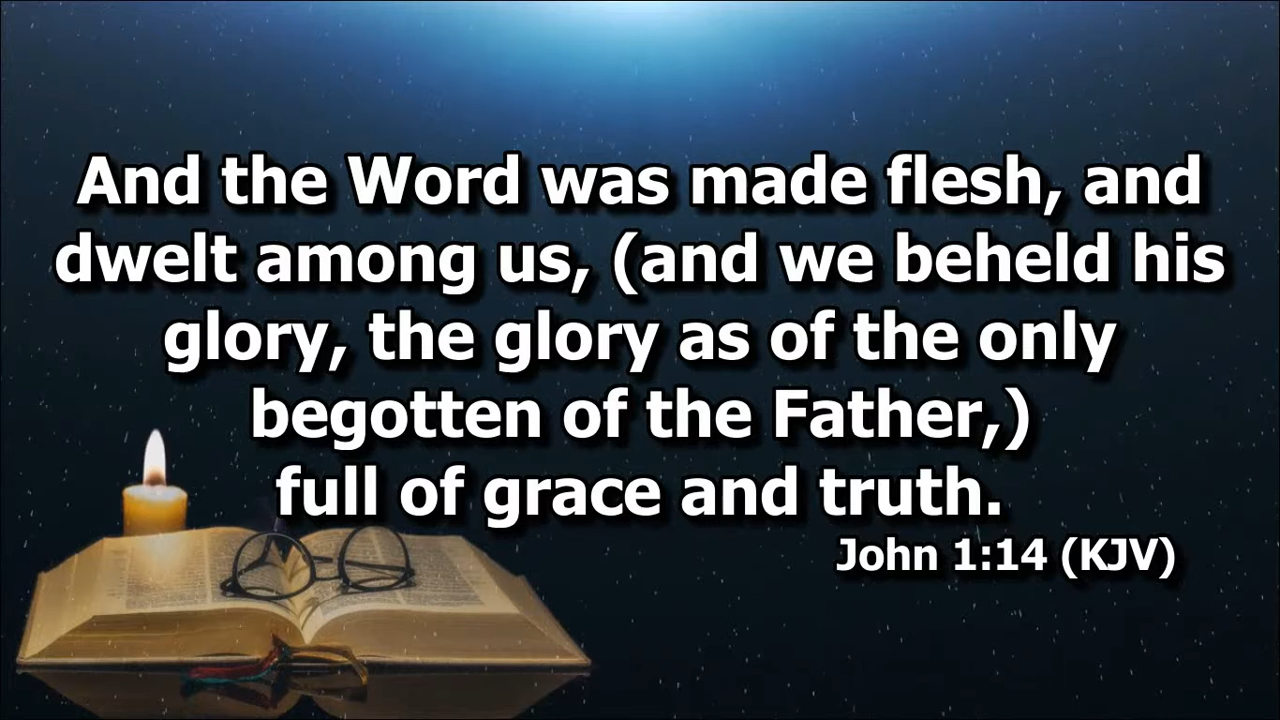 And the Word was made flesh, and
dwelt among us, (and we beheld his
glory, the glory as of the only
begotten of the Father,)
full of grace and truth.
John 1:14 (KJV)